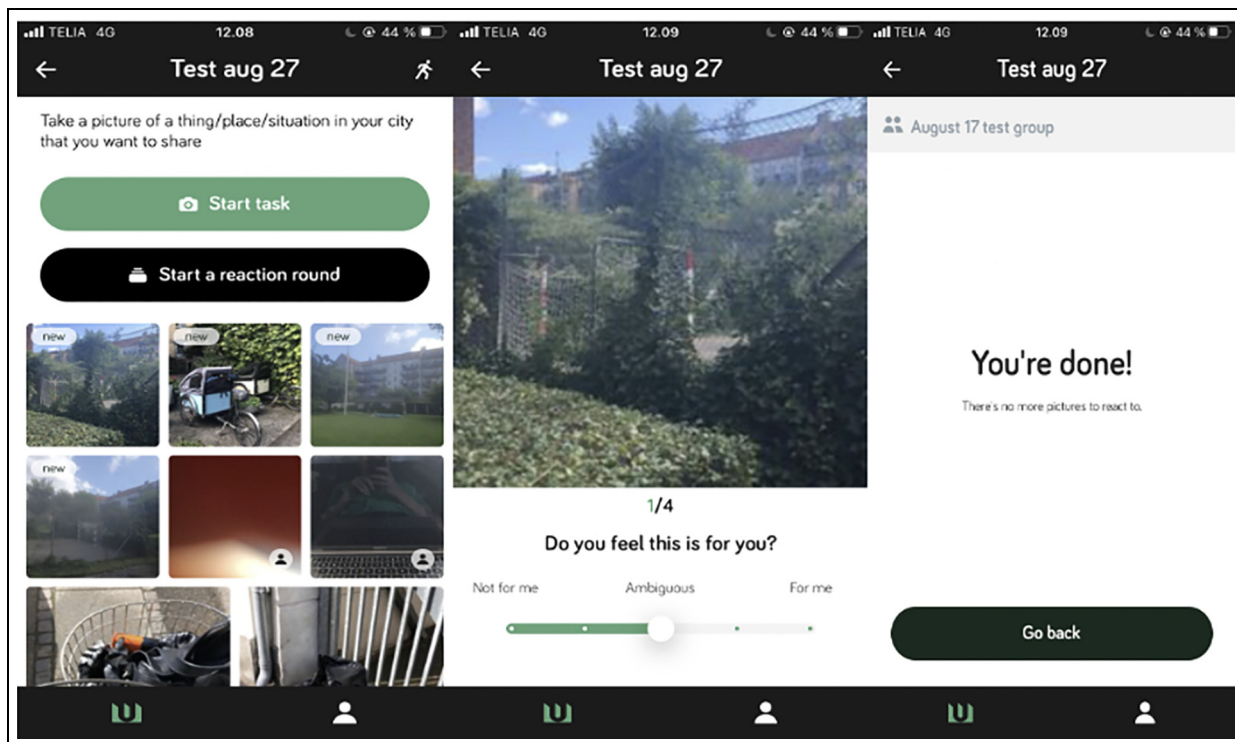 TELIA 4G 12.08 44 %
Test aug 27
Take a picture of a thing/place/situation in your city
that you want to share
Start task
Start a reaction round
new new new
new
TELIA 4G 12.09 44 %
Test aug 27
1/4
Do you feel this is for you?
Not for me Ambiguous For me
TELIA 4G 12.09 44 %
Test aug 27
August 17 test group
You're done!
There's no more pictures to react to.
Go back